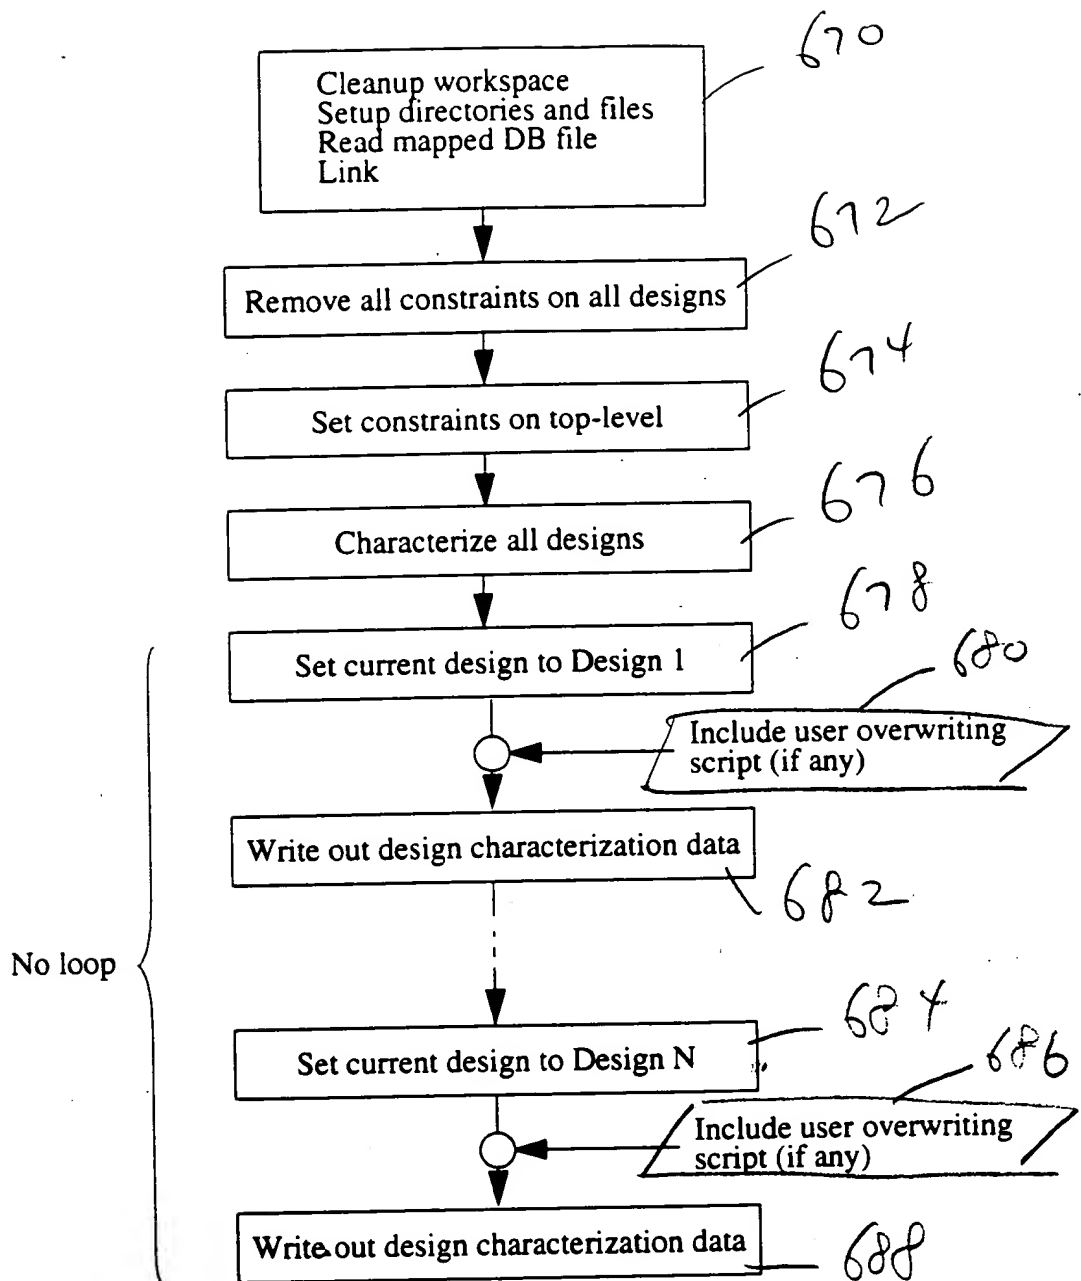 670
Cleanup workspace
Setup directories and files
Read mapped DB file
Link
672
Remove all constraints on all designs
674
Set constraints on top-level
676
Characterize all designs
678
Set current design to Design 1
680
Include user overwriting
script (if any)
Write out design characterization data
682
No loop
684
Set current design to Design N
686
Include user overwriting
script (if any)
Write out design characterization data
688